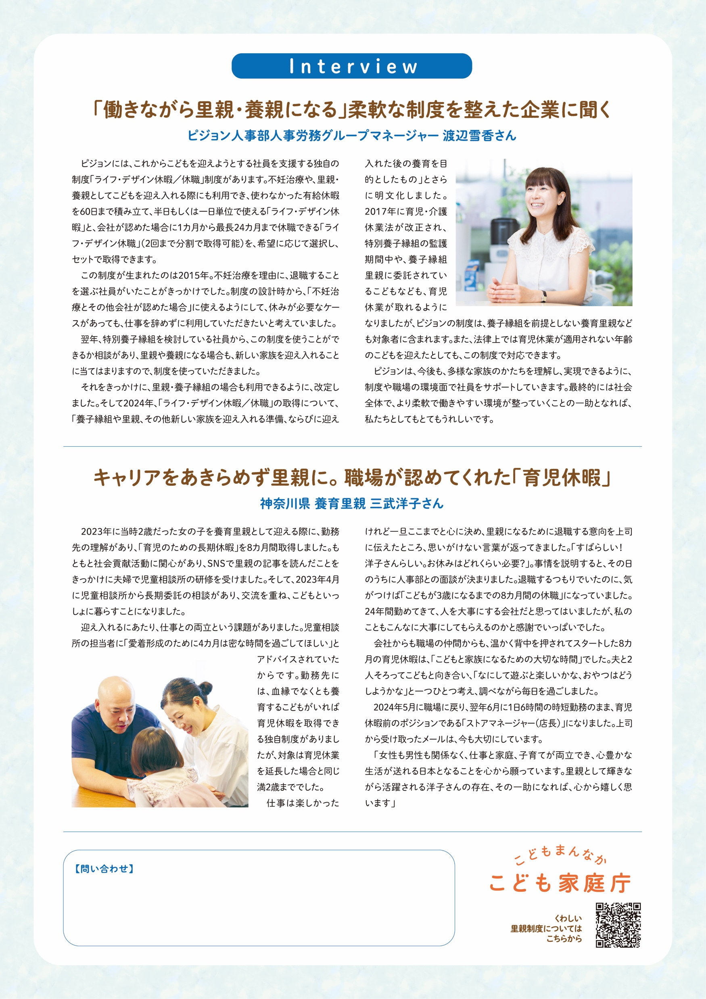 Interview
「働きながら里親・養親になる」柔軟な制度を整えた企業に聞く
ピジョン人事部人事労務グループマネージャー 渡辺雪香さん
ピジョンには、これからこどもを迎えようとする社員を支援する独自の
制度「ライフ・デザイン休暇／休職」制度があります。不妊治療や、里親・
養親としてこどもを迎え入れる際にも利用でき、使わなかった有給休暇
を60日まで積み立て、半日もしくは一日単位で使える「ライフ・デザイン休
暇」と、会社が認めた場合に1カ月から最長24カ月まで休職できる「ライ
フ・デザイン休職」（2回まで分割で取得可能）を、希望に応じて選択し、
セットで取得できます。
この制度が生まれたのは2015年。不妊治療を理由に、退職すること
を選ぶ社員がいたことがきっかけでした。制度の設計時から、「不妊治
療とその他会社が認めた場合」に使えるようにして、休みが必要なケー
スがあっても、仕事を辞めずに利用していただきたいと考えていました。
翌年、特別養子縁組を検討している社員から、この制度を使うことがで
きるか相談があり、里親や養親になる場合も、新しい家族を迎え入れること
に当てはまりますので、制度を使っていただきました。
それをきっかけに、里親・養子縁組の場合も利用できるように、改定し
ました。そして2024年、「ライフ・デザイン休暇／休職」の取得について、
「養子縁組や里親、その他新しい家族を迎え入れる準備、ならびに迎え
入れた後の養育を目
的としたもの」とさら
に明文化しました。
2017年に育児・介護
休業法が改正され、
特別養子縁組の監護
期間中や、養子縁組
里親に委託されてい
るこどもなども、育児
休業が取れるように
なりましたが、ピジョンの制度は、養子縁組を前提としない養育里親など
も対象者に含まれます。また、法律上では育児休業が適用されない年齢
のこどもを迎えたとしても、この制度で対応できます。
ピジョンは、今後も、多様な家族のかたちを理解し、実現できるように、
制度や職場の環境面で社員をサポートしていきます。最終的には社会
全体で、より柔軟で働きやすい環境が整っていくことの一助となれば、
私たちとしてもとてもうれしいです。
キャリアをあきらめず里親に。職場が認めてくれた「育児休暇」
神奈川県 養育里親 三武洋子さん
2023年に当時2歳だった女の子を養育里親として迎える際に、勤務
先の理解があり、「育児のための長期休暇」を8カ月間取得しました。も
ともと社会貢献活動に関心があり、SNSで里親の記事を読んだことを
きっかけに夫婦で児童相談所の研修を受けました。そして、2023年4月
に児童相談所から長期委託の相談があり、交流を重ね、こどもといっ
しょに暮らすことになりました。
迎え入れるにあたり、仕事との両立という課題がありました。児童相談
所の担当者に「愛着形成のために4カ月は密な時間を過ごしてほしい」と
アドバイスされていた
からです。勤務先に
は、血縁でなくとも養
育するこどもがいれば
育児休暇を取得でき
る独自制度がありまし
たが、対象は育児休業
を延長した場合と同じ
満2歳まででした。
仕事は楽しかった
けれど一旦ここまでと心に決め、里親になるために退職する意向を上司
に伝えたところ、思いがけない言葉が返ってきました。「すばらしい！
洋子さんらしい。お休みはどれくらい必要？」。事情を説明すると、その日
のうちに人事部との面談が決まりました。退職するつもりでいたのに、気
がつけば「こどもが3歳になるまでの8カ月間の休職」になっていました。
24年間勤めてきて、人を大事にする会社だと思ってはいましたが、私の
こともこんなに大事にしてもらえるのかと感謝でいっぱいでした。
会社からも職場の仲間からも、温かく背中を押されてスタートした8カ
月の育児休暇は、「こどもと家族になるための大切な時間」でした。夫と2
人そろってこどもと向き合い、「なにして遊ぶと楽しいかな、おやつはどう
しようかな」と一つひとつ考え、調べながら毎日を過ごしました。
2024年5月に職場に戻り、翌年6月に1日6時間の時短勤務のまま、育児
休暇前のポジションである「ストアマネージャー（店長）」になりました。上司
から受け取ったメールは、今も大切にしています。
「女性も男性も関係なく、仕事と家庭、子育てが両立でき、心豊かな
生活が送れる日本となることを心から願っています。里親として輝きな
がら活躍される洋子さんの存在、その一助になれば、心から嬉しく思
います」
【問い合わせ】
こどもまんなか
こども家庭庁
くわしい
里親制度については
こちらから